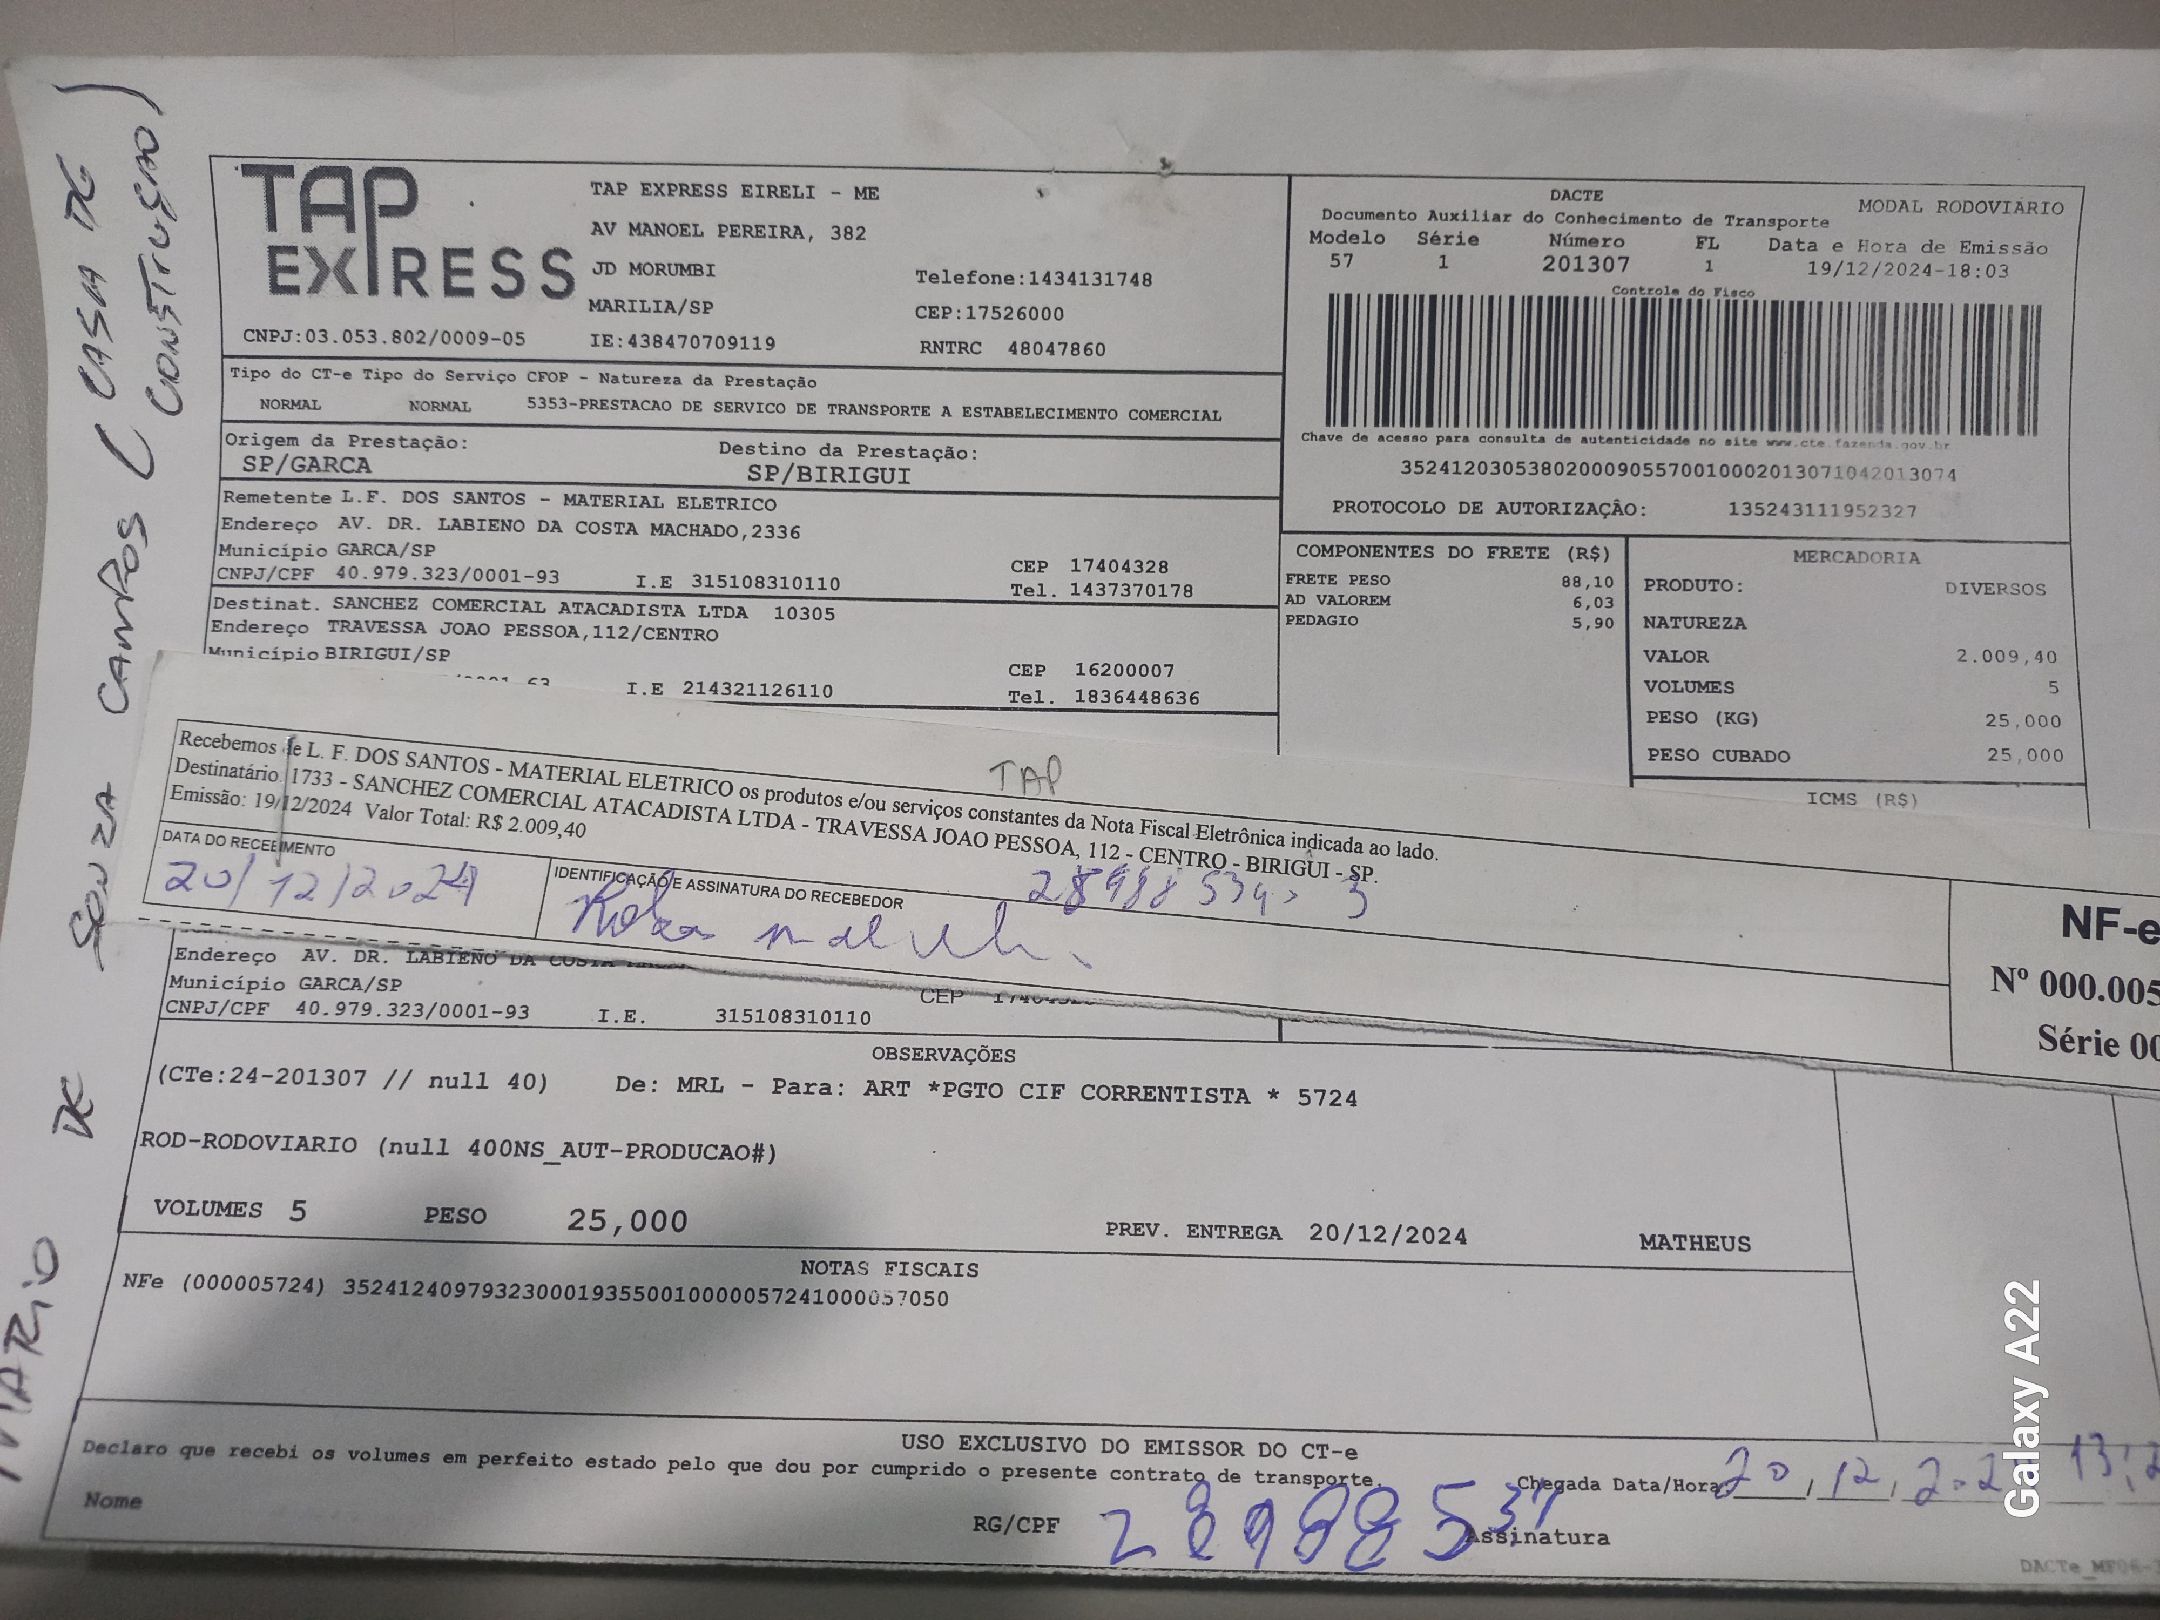 TAP EXPRESS
TAP EXPRESS EIRELI - ME
AV MANOEL PEREIRA, 382
JD MORUMBI
Telefone:1434131748
MARILIA/SP
CEP:17526000
CNPJ:03.053.802/0009-05
IE:438470709119
RNTRC 48047860
DACTE
MODAL RODOVIÁRIO
Documento Auxiliar do Conhecimento de Transporte
Modelo Série Número FL Data e Hora de Emissão
57 1 201307 1 19/12/2024-18:03
Controle do Fisco
Chave de acesso para consulta de autenticidade no site www.cte.fazenda.gov.br
35241203053802000905570010002013071042013074
PROTOCOLO DE AUTORIZAÇÂO: 135243111952327
Tipo do CT-e Tipo do Serviço CFOP - Natureza da Prestação
NORMAL NORMAL 5353-PRESTACAO DE SERVICO DE TRANSPORTE A ESTABELECIMENTO COMERCIAL
Origem da Prestação: Destino da Prestação:
SP/GARCA SP/BIRIGUI
Remetente L.F. DOS SANTOS - MATERIAL ELETRICO
Endereço AV. DR. LABIENO DA COSTA MACHADO,2336
Município GARCA/SP CEP 17404328
CNPJ/CPF 40.979.323/0001-93 I.E 315108310110 Tel. 1437370178
Destinat. SANCHEZ COMERCIAL ATACADISTA LTDA 10305
Endereço TRAVESSA JOAO PESSOA,112/CENTRO
Município BIRIGUI/SP CEP 16200007
I.E 214321126110 Tel. 1836448636
COMPONENTES DO FRETE (R$)
FRETE PESO 88,10
AD VALOREM 6,03
PEDAGIO 5,90
MERCADORIA
PRODUTO: DIVERSOS
NATUREZA
VALOR 2.009,40
VOLUMES 5
PESO (KG) 25,000
PESO CUBADO 25,000
ICMS (R$)
TAP
Recebemos de L. F. DOS SANTOS - MATERIAL ELETRICO os produtos e/ou serviços constantes da Nota Fiscal Eletrônica indicada ao lado.
Destinatário: 1733 - SANCHEZ COMERCIAL ATACADISTA LTDA - TRAVESSA JOAO PESSOA, 112 - CENTRO - BIRIGUI - SP.
Emissão: 19/12/2024 Valor Total: R$ 2.009,40
DATA DO RECEBIMENTO
20/12/2024
IDENTIFICAÇÃO E ASSINATURA DO RECEBEDOR
NF-e
Nº 000.005
Série 00
Endereço AV. DR. LABIENO DA COSTA
Município GARCA/SP
CEP
CNPJ/CPF 40.979.323/0001-93 I.E. 315108310110
OBSERVAÇÕES
(CTe:24-201307 // null 40) De: MRL - Para: ART *PGTO CIF CORRENTISTA * 5724
ROD-RODOVIARIO (null 400NS_AUT-PRODUCAO#)
VOLUMES 5 PESO 25,000
PREV. ENTREGA 20/12/2024 MATHEUS
NOTAS FISCAIS
NFe (000005724) 35241240979323000193550010000057241000057050
USO EXCLUSIVO DO EMISSOR DO CT-e
Declaro que recebi os volumes em perfeito estado pelo que dou por cumprido o presente contrato de transporte.
Chegada Data/Hora 20/12/
Nome
RG/CPF 28988534
Assinatura
MARIO DE SOUZA CAMPOS (CASA DE CONSTRUÇÃO)
Galaxy A22